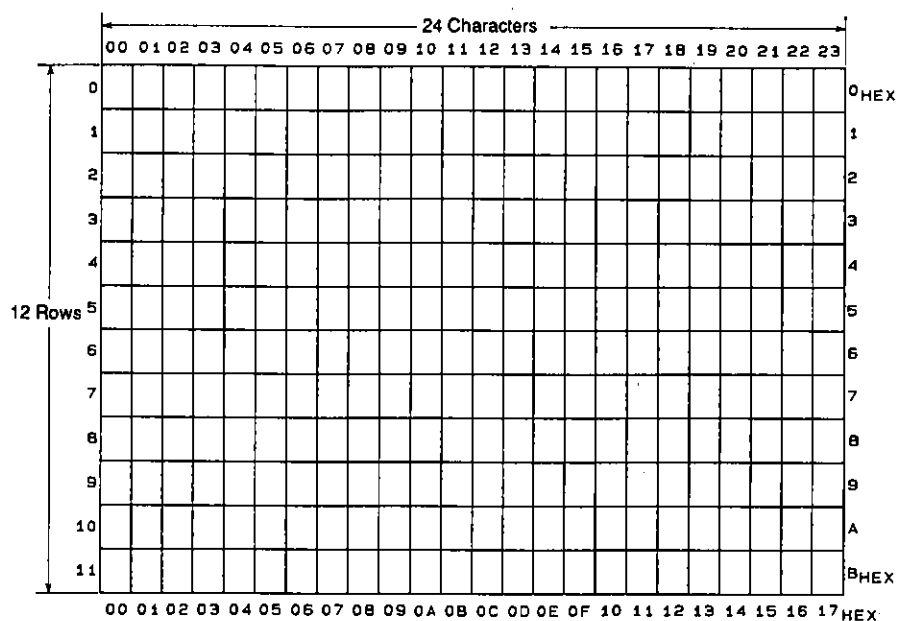 24 Characters
00 01 02 03 04 05 06 07 08 09 10 11 12 13 14 15 16 17 18 19 20 21 22 23
0 0HEX
1 1
2 2
3 3
4 4
12 Rows 5 5
6 6
7 7
8 8
9 9
10 A
11 BHEX
00 01 02 03 04 05 06 07 08 09 0A 0B 0C 0D 0E 0F 10 11 12 13 14 15 16 17 HEX